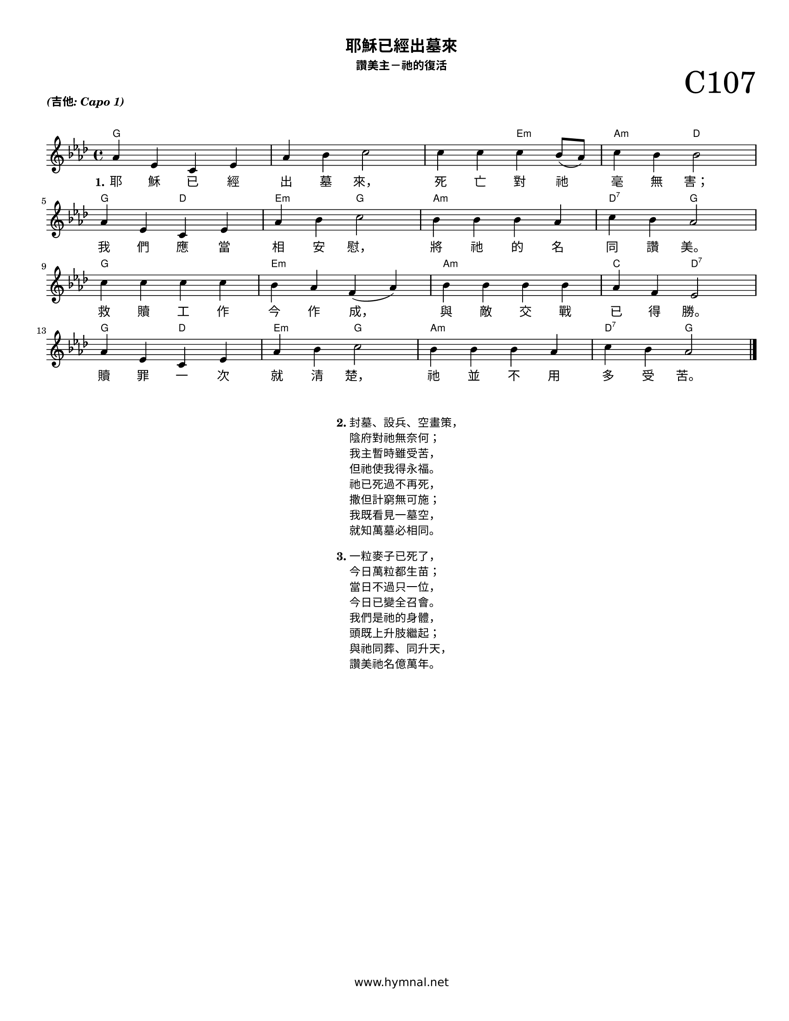 耶穌已經出墓來
讚美主－祂的復活
C107
(吉他: Capo 1)
G Em Am D
1. 耶 穌 已 經 出 墓 來， 死 亡 對 祂 毫 無 害；
5
G D Em G Am D7 G
我 們 應 當 相 安 慰， 將 祂 的 名 同 讚 美。
9
G Em Am C D7
救 贖 工 作 今 作 成， 與 敵 交 戰 已 得 勝。
13
G D Em G Am D7 G
贖 罪 一 次 就 清 楚， 祂 並 不 用 多 受 苦。
2. 封墓、設兵、空畫策，
陰府對祂無奈何；
我主暫時雖受苦，
但祂使我得永福。
祂已死過不再死，
撒但計窮無可施；
我既看見一墓空，
就知萬墓必相同。
3. 一粒麥子已死了，
今日萬粒都生苗；
當日不過只一位，
今日已變全召會。
我們是祂的身體，
頭既上升肢繼起；
與祂同葬、同升天，
讚美祂名億萬年。
www.hymnal.net